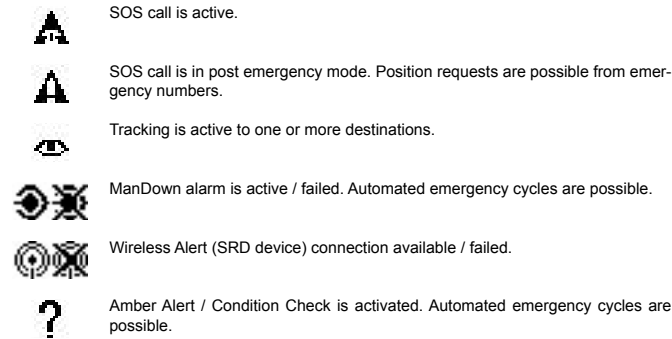 SOS call is active.
SOS call is in post emergency mode. Position requests are possible from emer-
gency numbers.
Tracking is active to one or more destinations.
ManDown alarm is active / failed. Automated emergency cycles are possible.
Wireless Alert (SRD device) connection available / failed.
?
Amber Alert / Condition Check is activated. Automated emergency cycles are
possible.